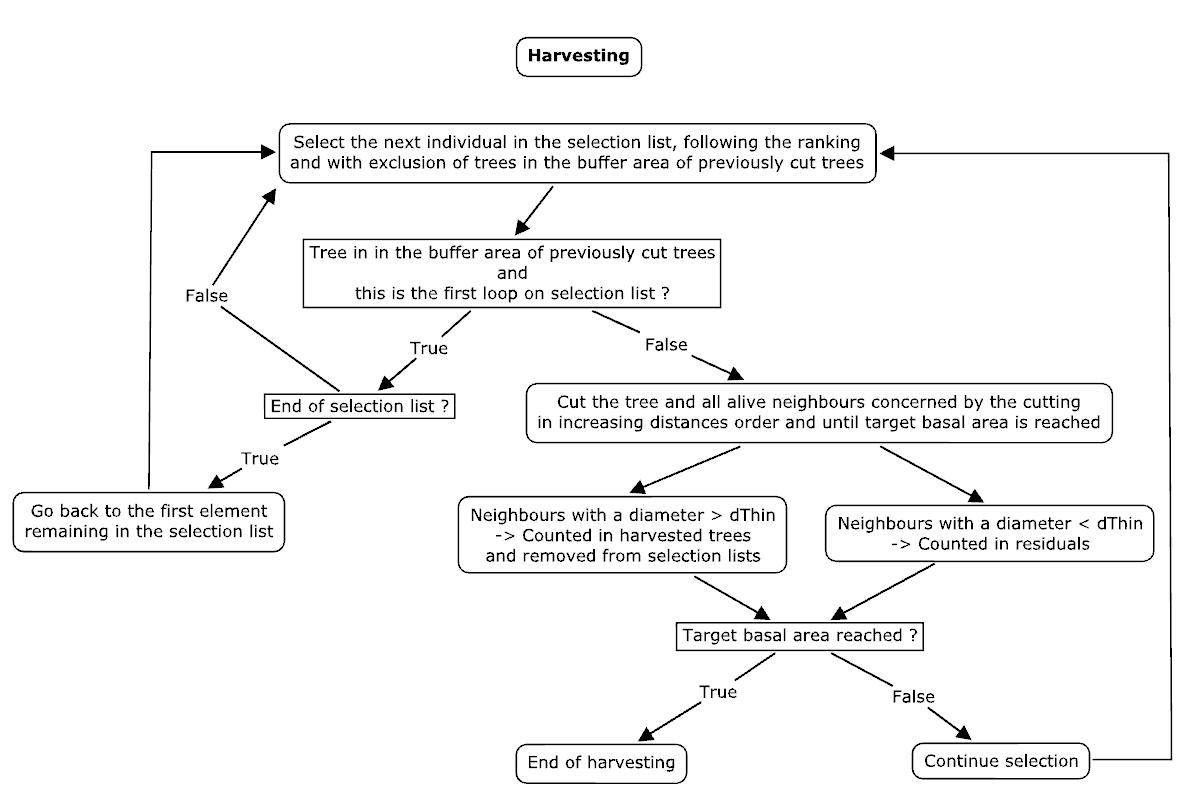 Harvesting
Select the next individual in the selection list, following the ranking
and with exclusion of trees in the buffer area of previously cut trees
Tree in in the buffer area of previously cut trees
and
this is the first loop on selection list ?
False
True
False
End of selection list ?
Cut the tree and all alive neighbours concerned by the cutting
in increasing distances order and until target basal area is reached
True
Go back to the first element
remaining in the selection list
Neighbours with a diameter > dThin
-> Counted in harvested trees
and removed from selection lists
Neighbours with a diameter < dThin
-> Counted in residuals
Target basal area reached ?
True
False
End of harvesting
Continue selection